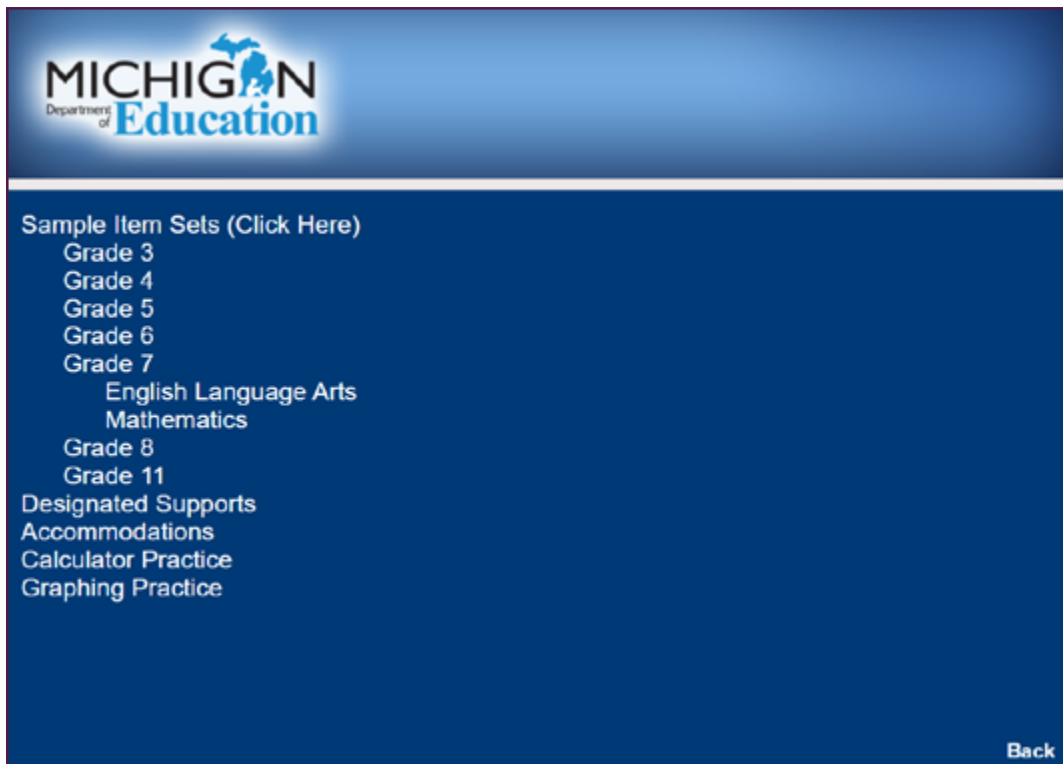 MICHIGAN
Department of Education
Sample Item Sets (Click Here)
Grade 3
Grade 4
Grade 5
Grade 6
Grade 7
English Language Arts
Mathematics
Grade 8
Grade 11
Designated Supports
Accommodations
Calculator Practice
Graphing Practice
Back